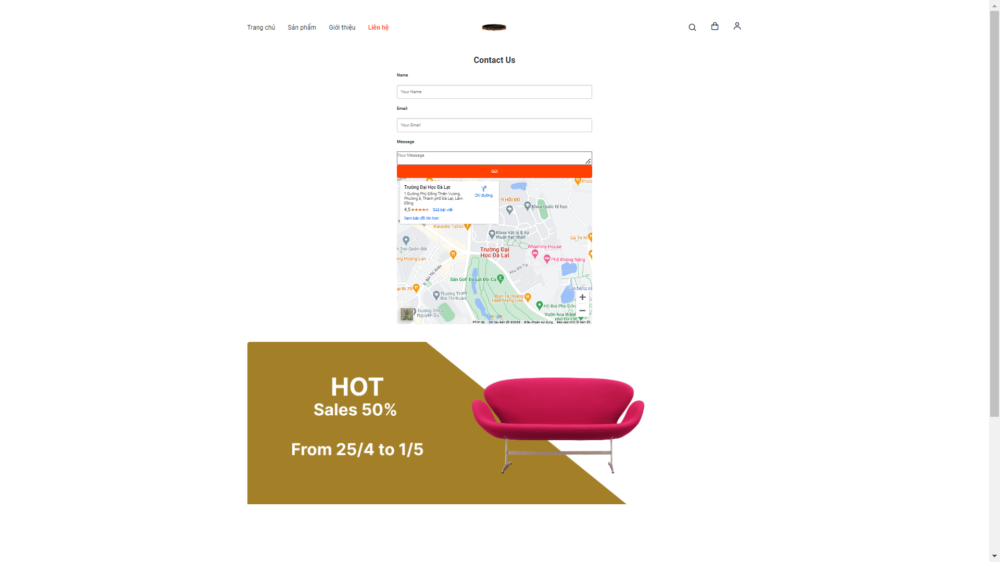 Trang chủ Sản phẩm Giới thiệu Liên hệ
Contact Us
Name
Your Name
Email
Your Email
Message
Your Message
Gửi
Pizza
Trường Đại Học Đà Lạt
1 Đường Phù Đổng Thiên Vương,
Phường 8, Thành phố Đà Lạt, Lâm
Đồng
Chỉ đường
4,5 543 bài viết
Xem bản đồ lớn hơn
9 HỒI ĐÓ
Khoa Quốc tế học
Karaoke Taliss
Khoa Vật lý & Kỹ
thuật hạt nhân
Gà Tri Kỉ
Whammy House
Trường Đại
Học Đà Lạt
Trại Quân đội
Hoàng Lan
Phố Không Nắng
Khu Đồi Trà
Đ. Bùi Thị Xuân
Sân Golf Đà Lạt Đồi Cù
Ri 79
Cửa hàng
Trường THPT
Bùi Thị Xuân
Bún Tô Hoàng
Hiền Măng Line
Hồ Bơi Phù Đổn
Trường THCS
Nguyễn Du
Vườn hoa thành
phố Đà Lạt
Google
Phím tắt Dữ liệu bản đồ ©2023 Điều khoản sử dụng Báo cáo một lỗi bản đồ
HOT
Sales 50%
From 25/4 to 1/5